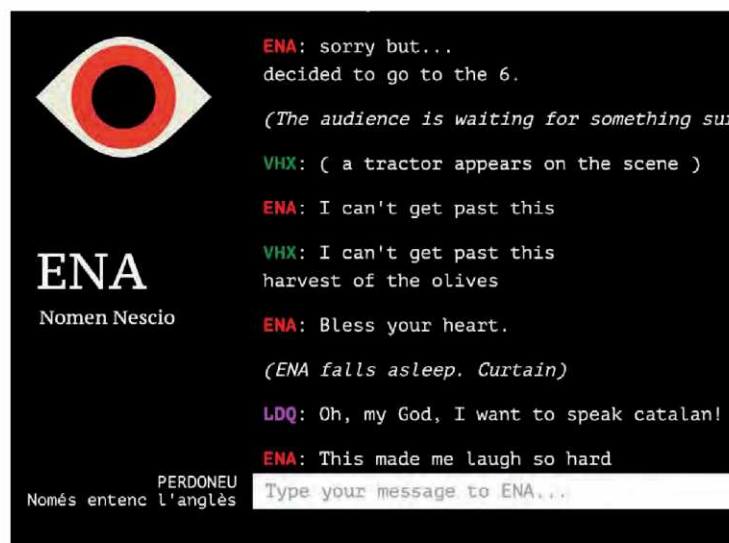 ENA
Nomen Nescio
PERDONEU
Només entenc l'anglès
ENA: sorry but...
decided to go to the 6.
(The audience is waiting for something
VHX: ( a tractor appears on the scene )
ENA: I can't get past this
VHX: I can't get past this
harvest of the olives
ENA: Bless your heart.
(ENA falls asleep. Curtain)
LDQ: Oh, my God, I want to speak catalan!
ENA: This made me laugh so hard
Type your message to ENA...